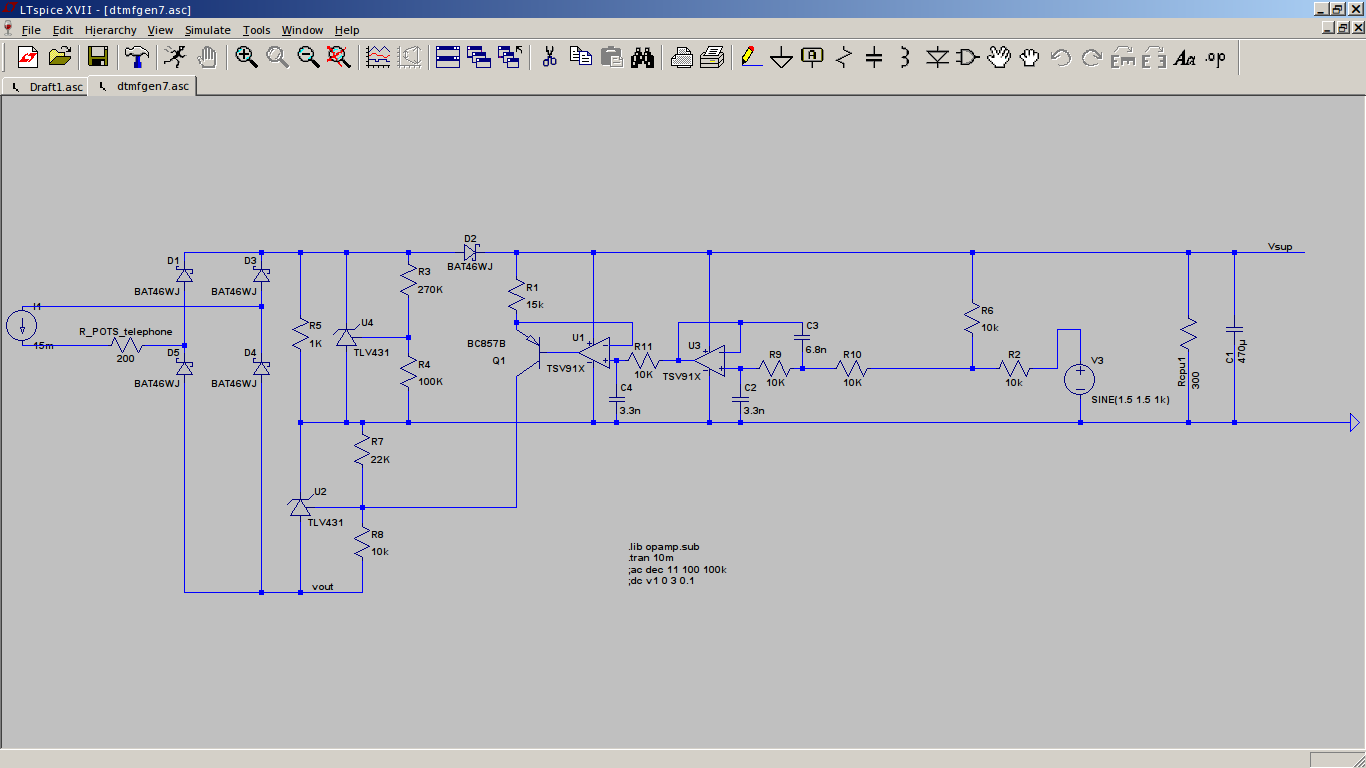 LTspice XVII - [dtmfgen7.asc]
File Edit Hierarchy View Simulate Tools Window Help
Aa .op
Draft1.asc dtmfgen7.asc
D2
BAT46WJ
Vsup
D1
BAT46WJ
D3
BAT46WJ
I1
15m
R_POTS_telephone
200
D5
BAT46WJ
D4
BAT46WJ
R5
1K
U4
TLV431
R3
270K
R4
100K
R1
15k
BC857B
Q1
U1
TSV91X
R11
10K
C4
3.3n
U3
TSV91X
C2
3.3n
R9
10K
C3
6.8n
R10
10K
R6
10k
R2
10k
V3
SINE(1.5 1.5 1k)
Rcpu1
300
C1
470µ
R7
22K
U2
TLV431
R8
10k
vout
.lib opamp.sub
.tran 10m
;ac dec 11 100 100k
;dc v1 0 3 0.1